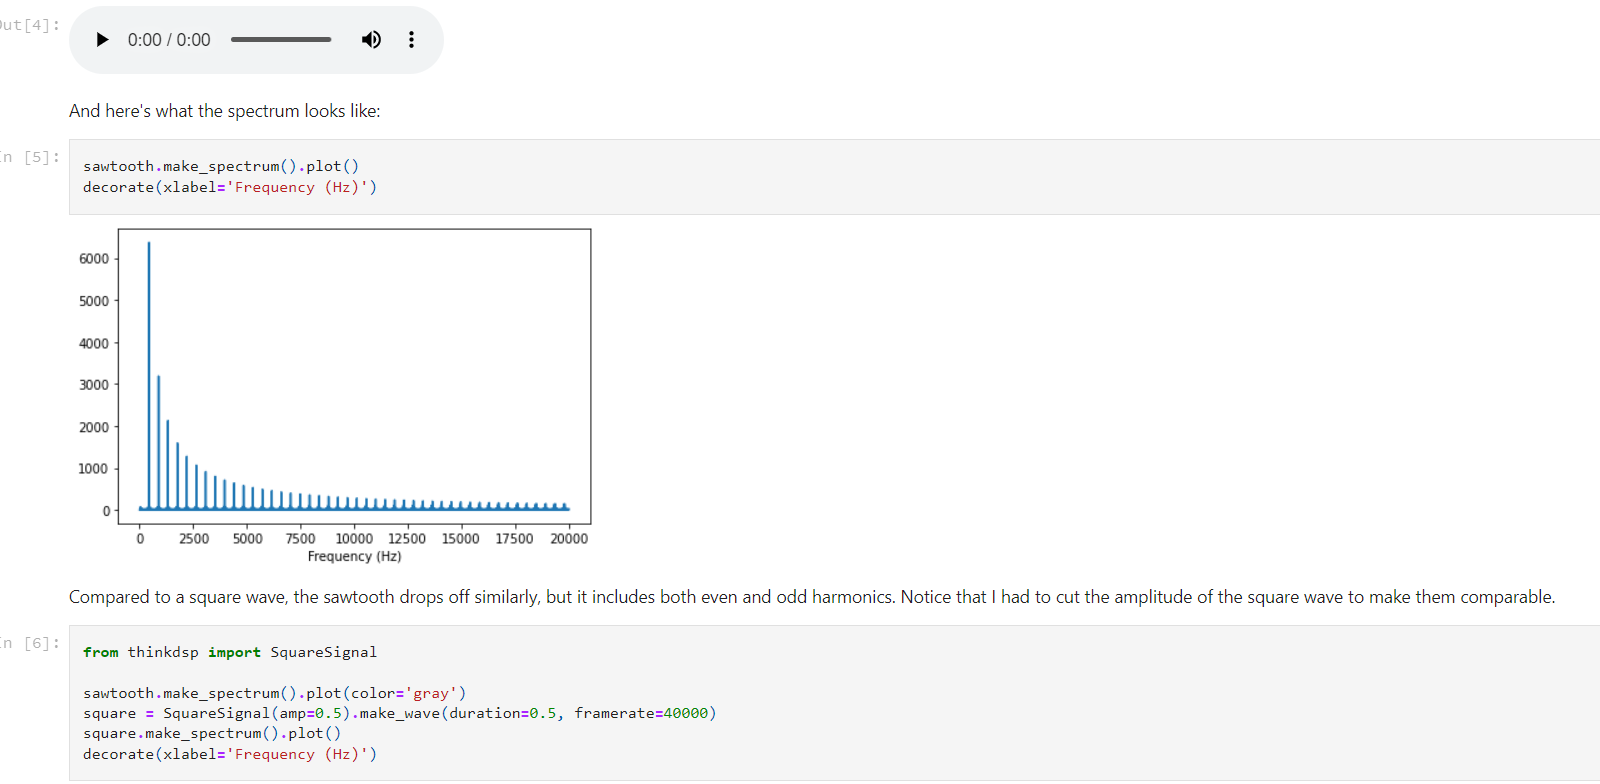 Out[4]:
0:00 / 0:00
And here's what the spectrum looks like:
In [5]:
sawtooth.make_spectrum().plot()
decorate(xlabel='Frequency (Hz)')
6000
5000
4000
3000
2000
1000
0
0 2500 5000 7500 10000 12500 15000 17500 20000
Frequency (Hz)
Compared to a square wave, the sawtooth drops off similarly, but it includes both even and odd harmonics. Notice that I had to cut the amplitude of the square wave to make them comparable.
In [6]:
from thinkdsp import SquareSignal
sawtooth.make_spectrum().plot(color='gray')
square = SquareSignal(amp=0.5).make_wave(duration=0.5, framerate=40000)
square.make_spectrum().plot()
decorate(xlabel='Frequency (Hz)')